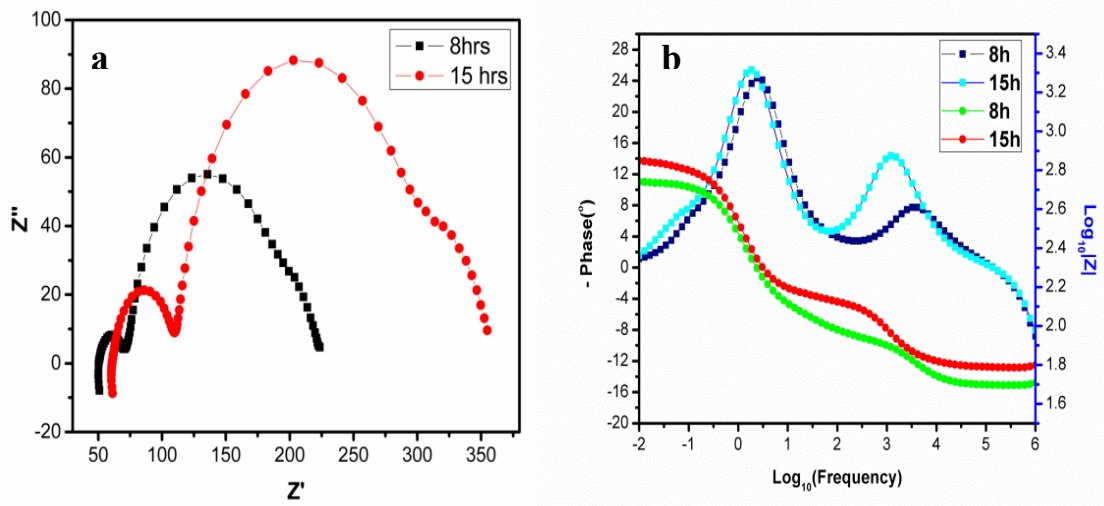 a
8hrs
15 hrs
100
80
60
40
20
0
-20
Z''
50 100 150 200 250 300 350
Z'
b
8h
15h
8h
15h
28
24
20
16
12
8
4
0
-4
-8
-12
-16
-20
- Phase(°)
3.4
3.2
3.0
2.8
2.6
2.4
2.2
2.0
1.8
1.6
Log10|Z|
-2 -1 0 1 2 3 4 5 6
Log10(Frequency)